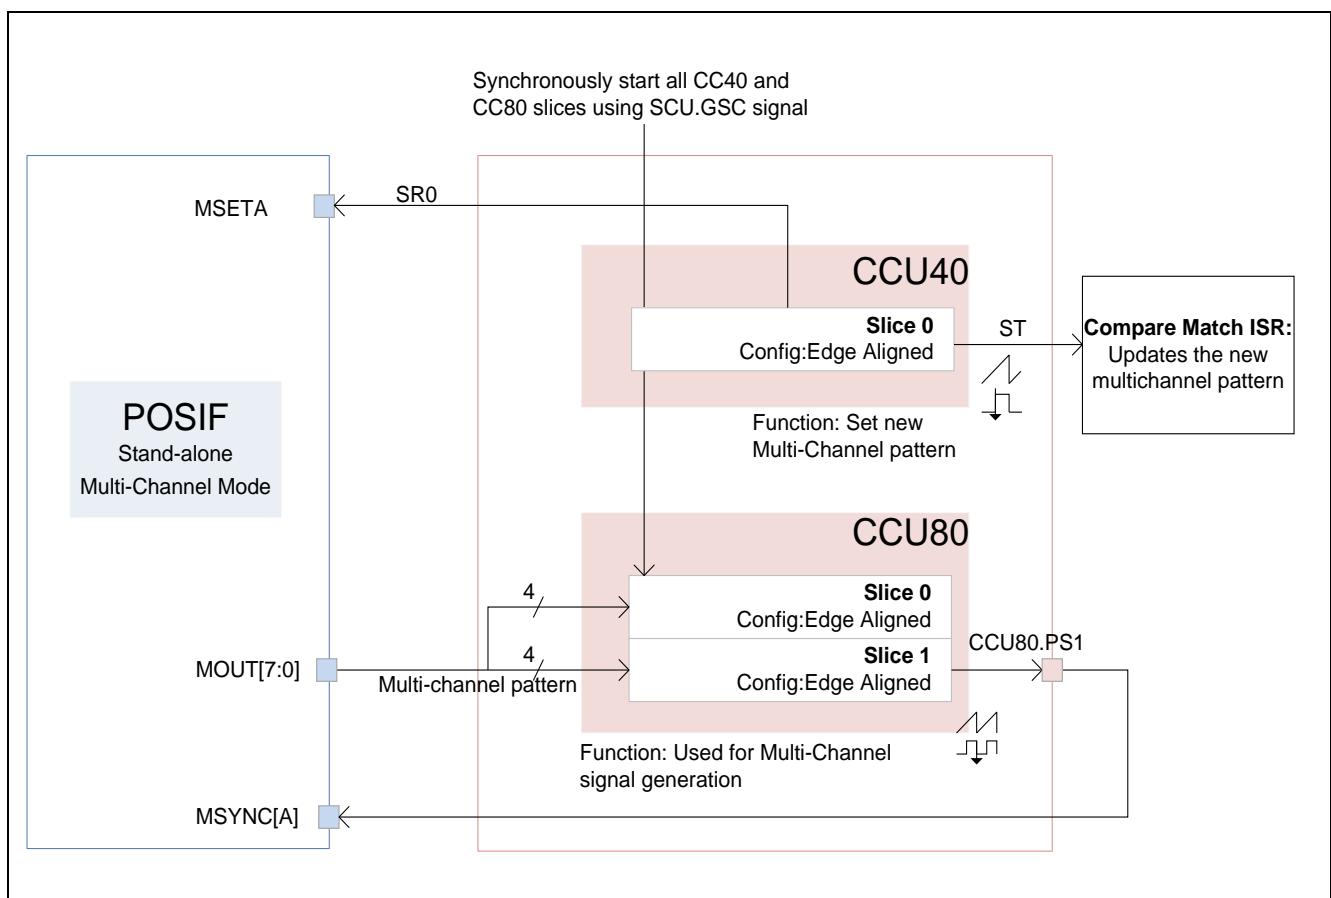 Synchronously start all CC40 and
CC80 slices using SCU.GSC signal
MSETA
SR0
CCU40
Slice 0
Config:Edge Aligned
ST
Compare Match ISR:
Updates the new
multichannel pattern
POSIF
Stand-alone
Multi-Channel Mode
Function: Set new
Multi-Channel pattern
CCU80
4
Slice 0
Config:Edge Aligned
MOUT[7:0]
4
Multi-channel pattern
Slice 1
Config:Edge Aligned
CCU80.PS1
Function: Used for Multi-Channel
signal generation
MSYNC[A]